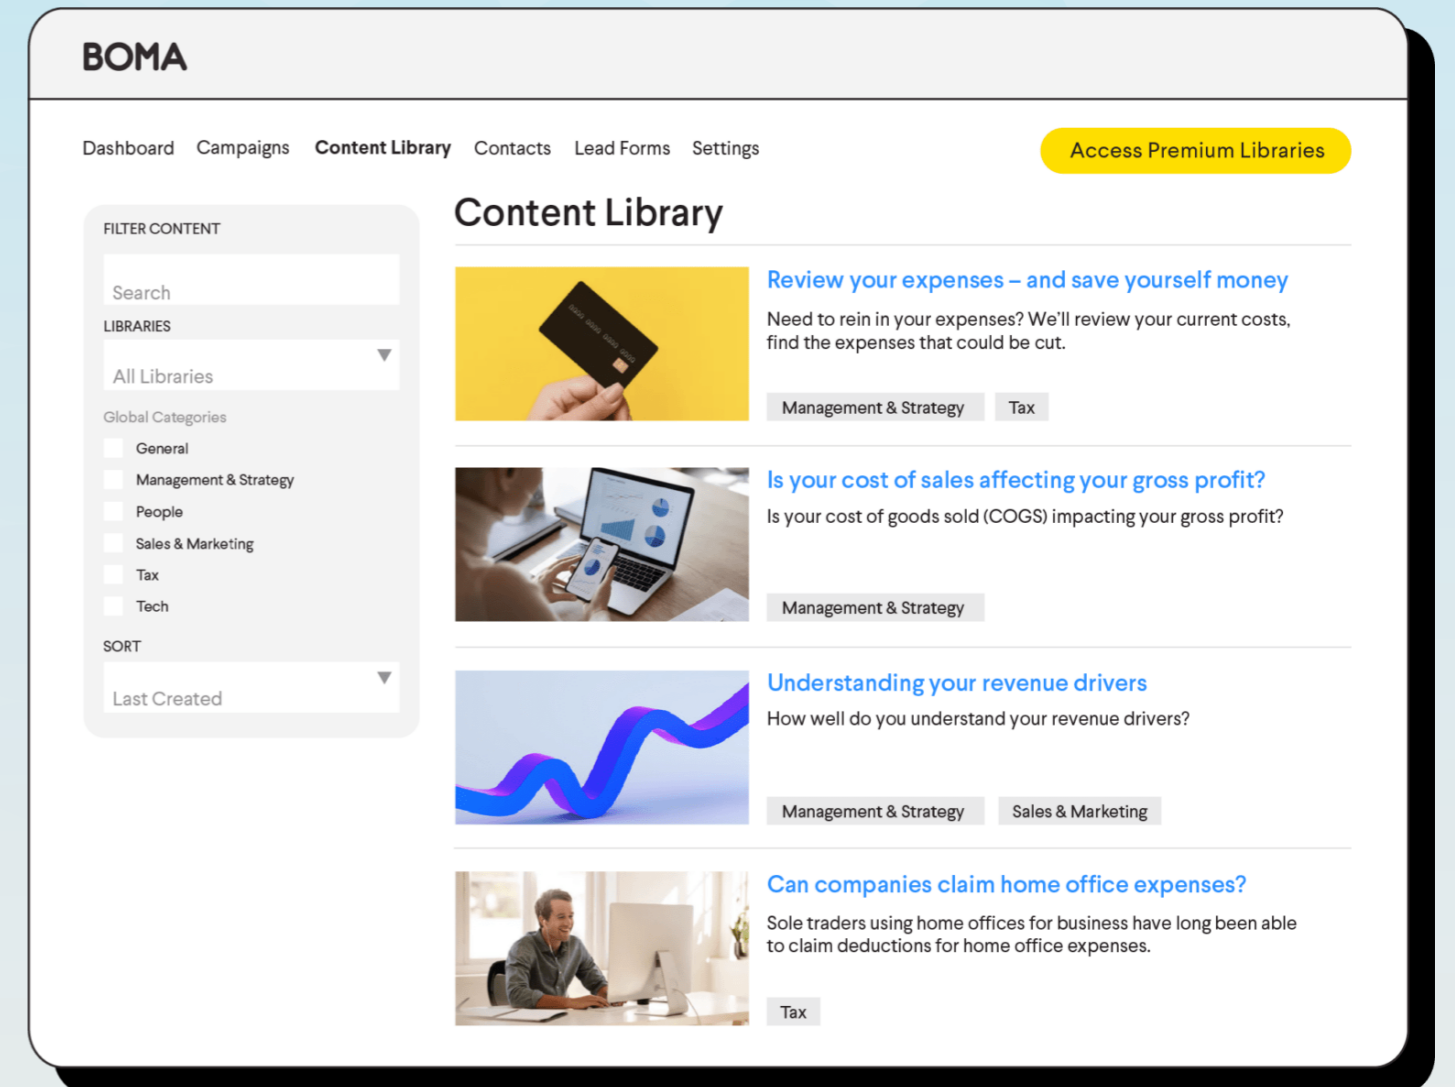 BOMA
Dashboard Campaigns Content Library Contacts Lead Forms Settings
Access Premium Libraries
FILTER CONTENT
Search
LIBRARIES
All Libraries
Global Categories
General
Management & Strategy
People
Sales & Marketing
Tax
Tech
SORT
Last Created
Content Library
Review your expenses – and save yourself money
Need to rein in your expenses? We'll review your current costs,
find the expenses that could be cut.
Management & Strategy Tax
Is your cost of sales affecting your gross profit?
Is your cost of goods sold (COGS) impacting your gross profit?
Management & Strategy
Understanding your revenue drivers
How well do you understand your revenue drivers?
Management & Strategy Sales & Marketing
Can companies claim home office expenses?
Sole traders using home offices for business have long been able
to claim deductions for home office expenses.
Tax